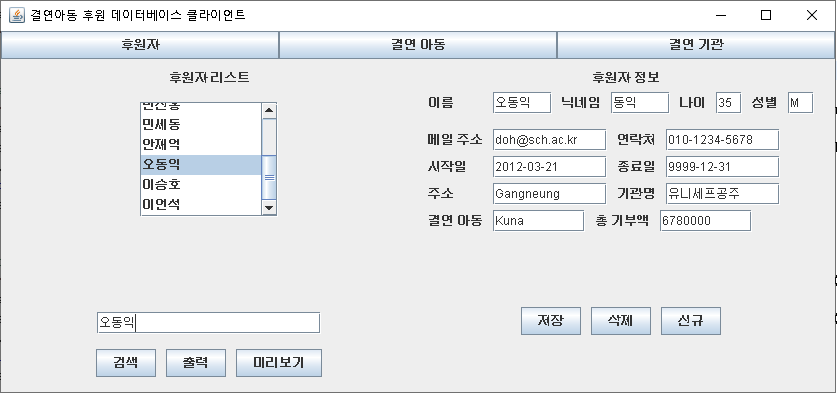 결연아동 후원 데이터베이스 클라이언트
후원자 결연 아동 결연 기관
후원자 리스트
민세동
안재억
오동익
이승호
이언석
오동익
검색 출력 미리보기
후원자 정보
이름 오동익 닉네임 동익 나이 35 성별 M
메일 주소 doh@sch.ac.kr 연락처 010-1234-5678
시작일 2012-03-21 종료일 9999-12-31
주소 Gangneung 기관명 유니세프공주
결연 아동 Kuna 총 기부액 6780000
저장 삭제 신규